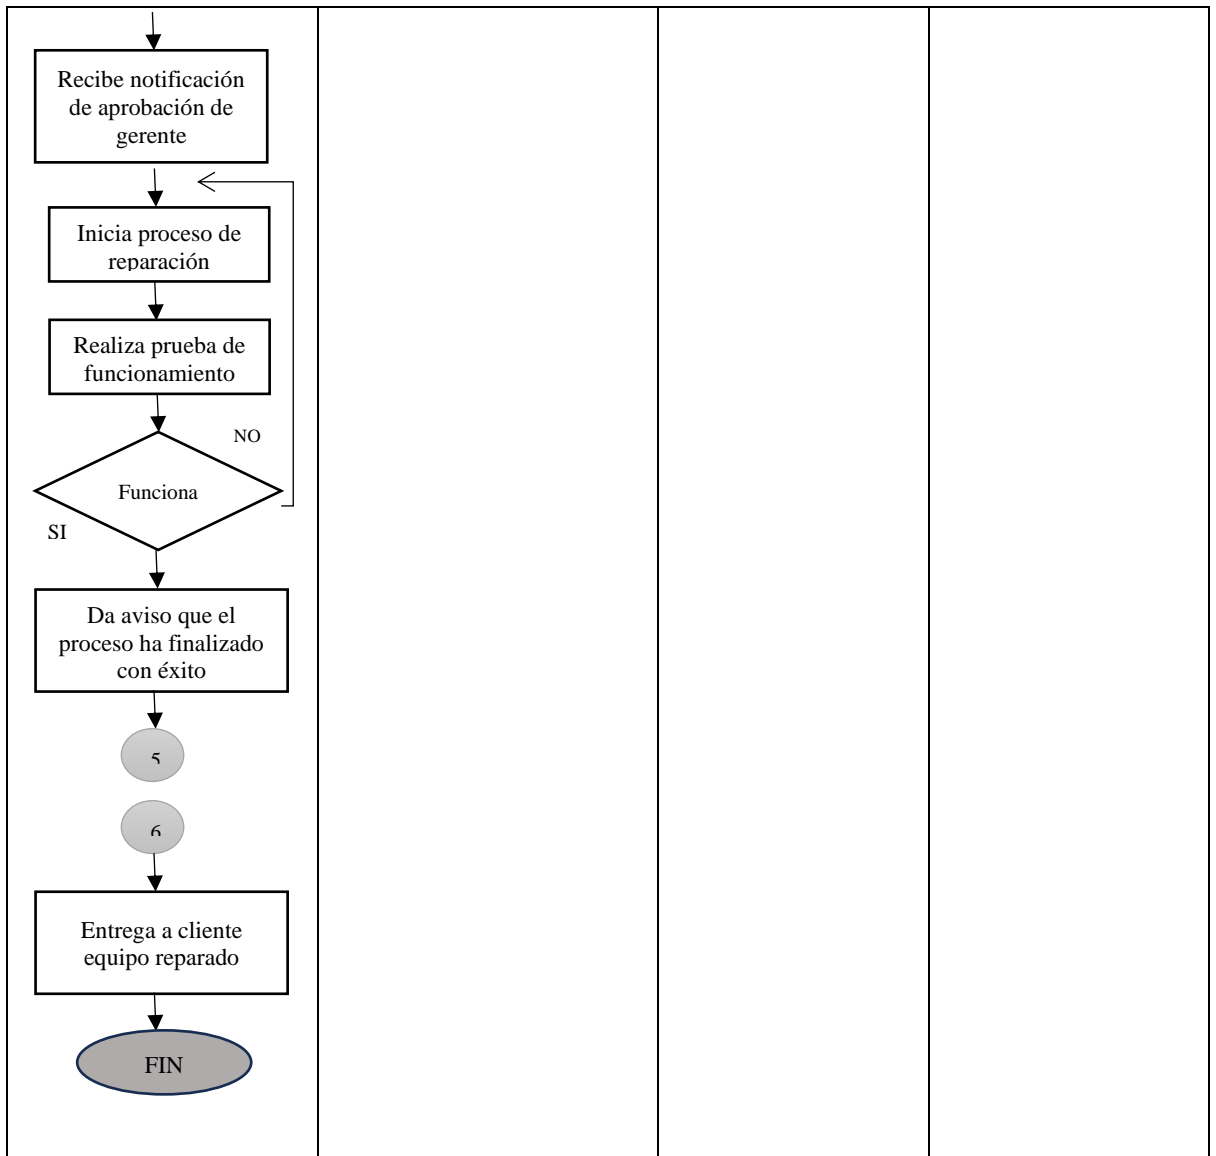 Recibe notificación
de aprobación de
gerente
Inicia proceso de
reparación
Realiza prueba de
funcionamiento
NO
Funciona
SI
Da aviso que el
proceso ha finalizado
con éxito
5
6
Entrega a cliente
equipo reparado
FIN